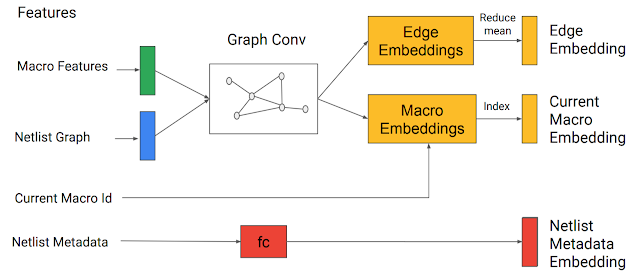 Features
Macro Features
Netlist Graph
Current Macro Id
Netlist Metadata
Graph Conv
fc
Edge
Embeddings
Macro
Embeddings
Reduce
mean
Index
Edge
Embedding
Current
Macro
Embedding
Netlist
Metadata
Embedding